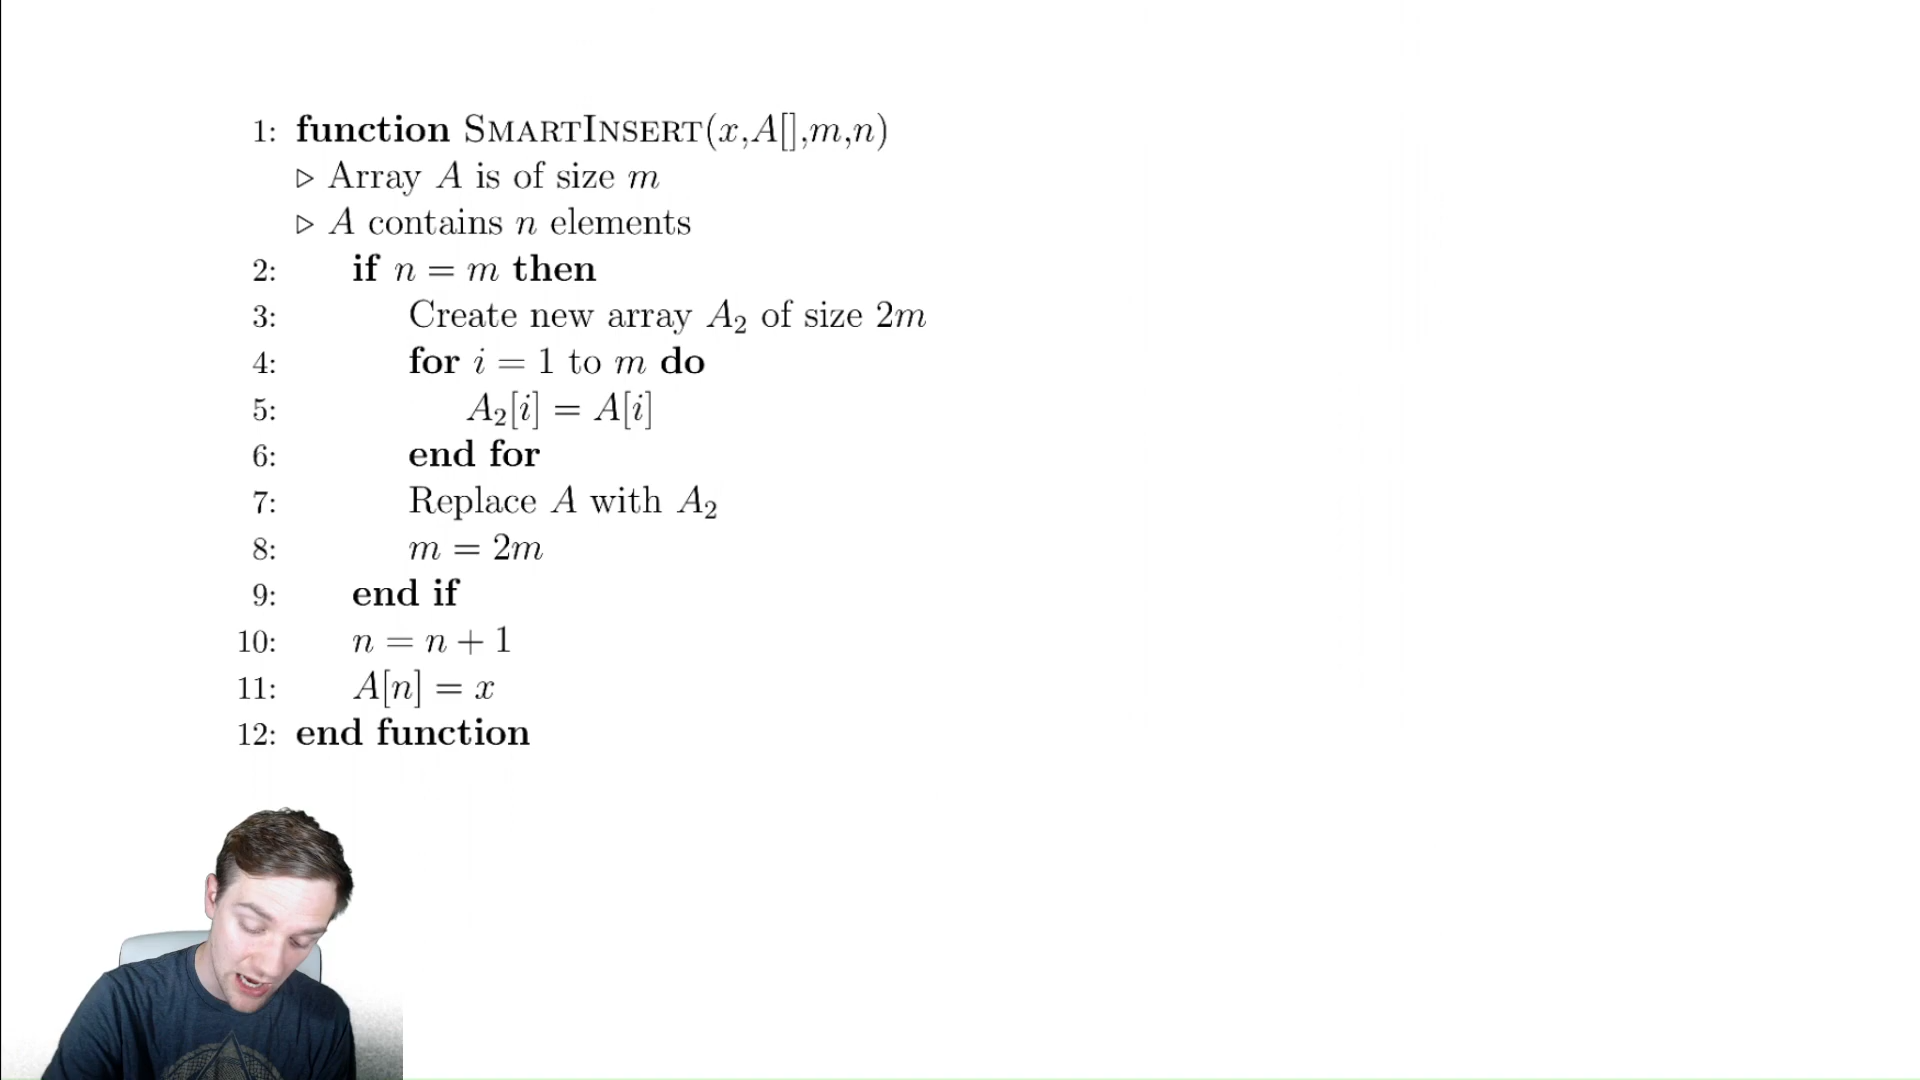 1: function SMARTINSERT(x,A[],m,n)
▷ Array A is of size m
▷ A contains n elements
2: if n = m then
3: Create new array A₂ of size 2m
4: for i = 1 to m do
5: A₂[i] = A[i]
6: end for
7: Replace A with A₂
8: m = 2m
9: end if
10: n = n + 1
11: A[n] = x
12: end function